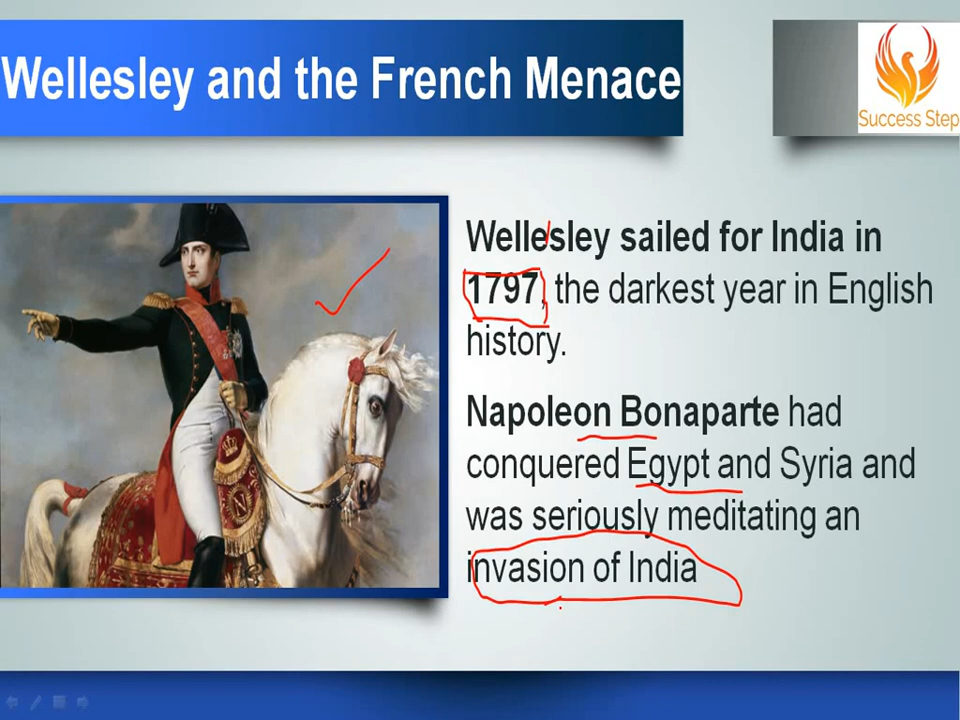 Wellesley and the French Menace
Success Step
Wellesley sailed for India in
1797, the darkest year in English
history.
Napoleon Bonaparte had
conquered Egypt and Syria and
was seriously meditating an
invasion of India
N